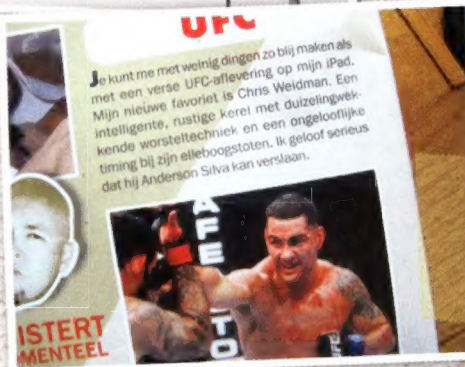 UFC
Je kunt me met weinig dingen zo blij maken als
met een verse UFC-aflevering op mijn iPad.
Mijn nieuwe favoriet is Chris Weidman. Een
intelligente, rustige kerel met duizelingwek-
kende worsteltechniek en een ongelooflijke
timing bij zijn elleboogstoten. Ik geloof serieus
dat hij Anderson Silva kan verslaan.
AFE
TO
ISTERT
MENTEEL